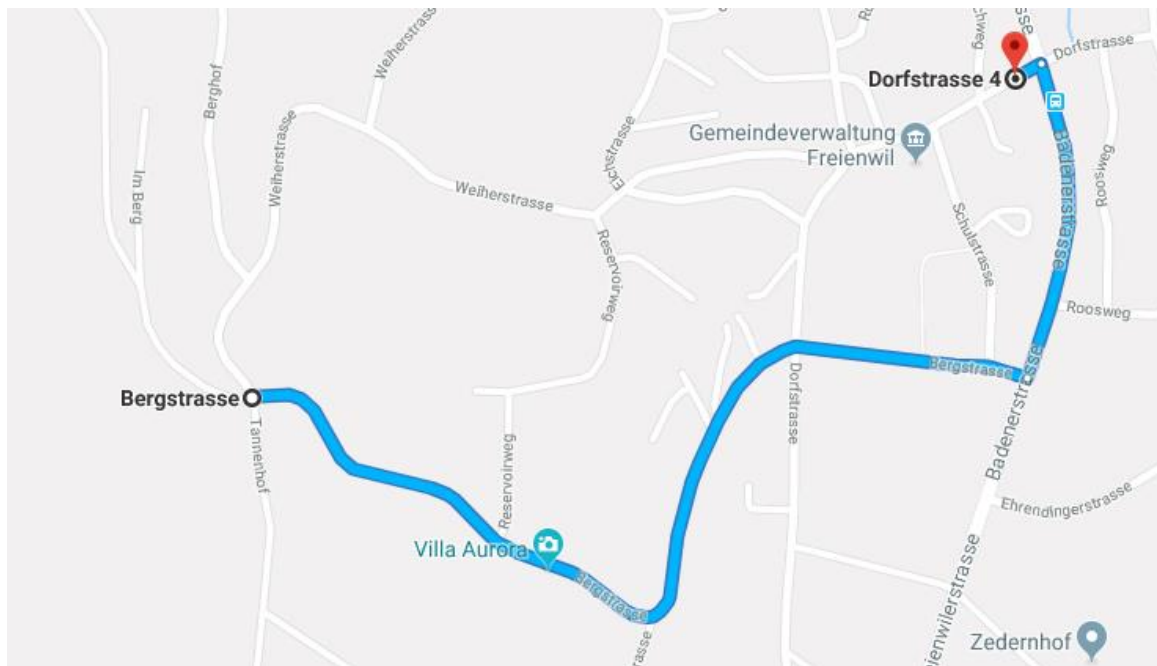 Weiherstrasse
Berghof
Dorfstrasse
Dorfstrasse 4
Gemeindeverwaltung
Freienwil
Badenerstrasse
Eichstrasse
Weiherstrasse
Im Berg
Weiherstrasse
Roosweg
Schulstrasse
Reservoirweg
Roosweg
Bergstrasse
Bergstrasse
Dorfstrasse
Tannenhof
Badenerstrasse
Reservoirweg
Ehrendingerstrasse
Villa Aurora
Bergstrasse
Zedernhof